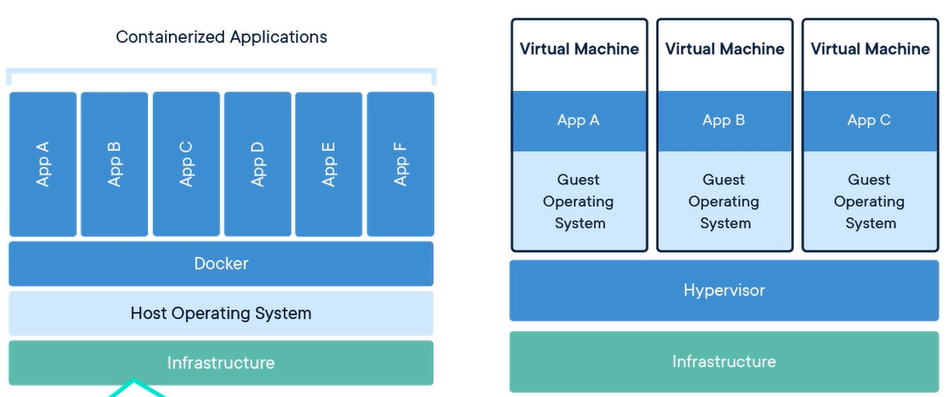 Containerized Applications
App A
App B
App C
App D
App E
App F
Docker
Host Operating System
Infrastructure
Virtual Machine
App A
Guest
Operating
System
Virtual Machine
App B
Guest
Operating
System
Virtual Machine
App C
Guest
Operating
System
Hypervisor
Infrastructure